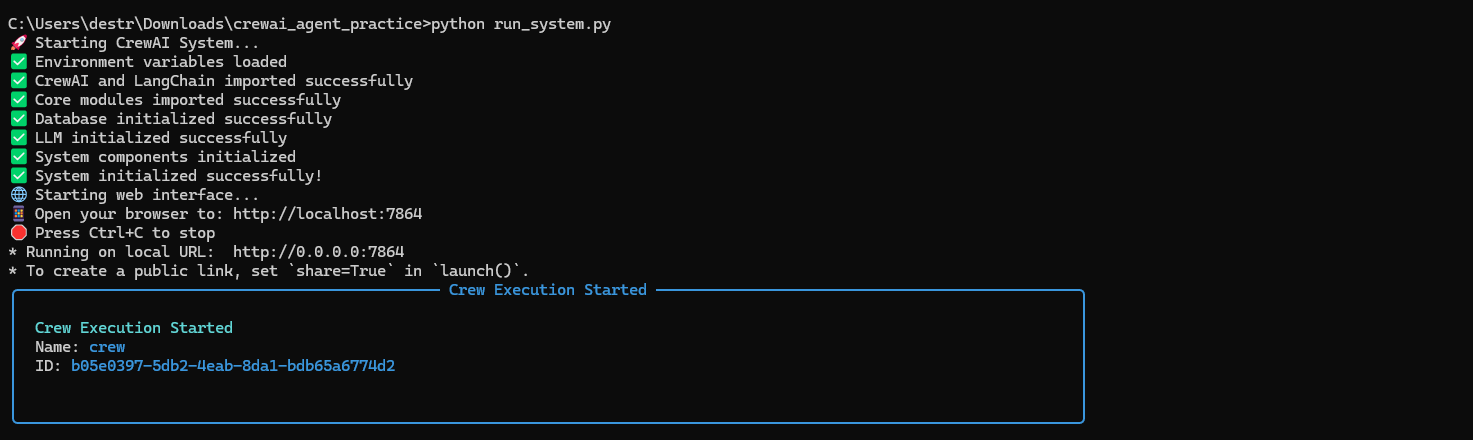 C:\Users\destr\Downloads\crewai_agent_practice>python run_system.py
🚀 Starting CrewAI System...
✅ Environment variables loaded
✅ CrewAI and LangChain imported successfully
✅ Core modules imported successfully
✅ Database initialized successfully
✅ LLM initialized successfully
✅ System components initialized
✅ System initialized successfully!
🌐 Starting web interface...
📱 Open your browser to: http://localhost:7864
🛑 Press Ctrl+C to stop
* Running on local URL:  http://0.0.0.0:7864
* To create a public link, set `share=True` in `launch()`.
Crew Execution Started
Crew Execution Started
Name: crew
ID: b05e0397-5db2-4eab-8da1-bdb65a6774d2